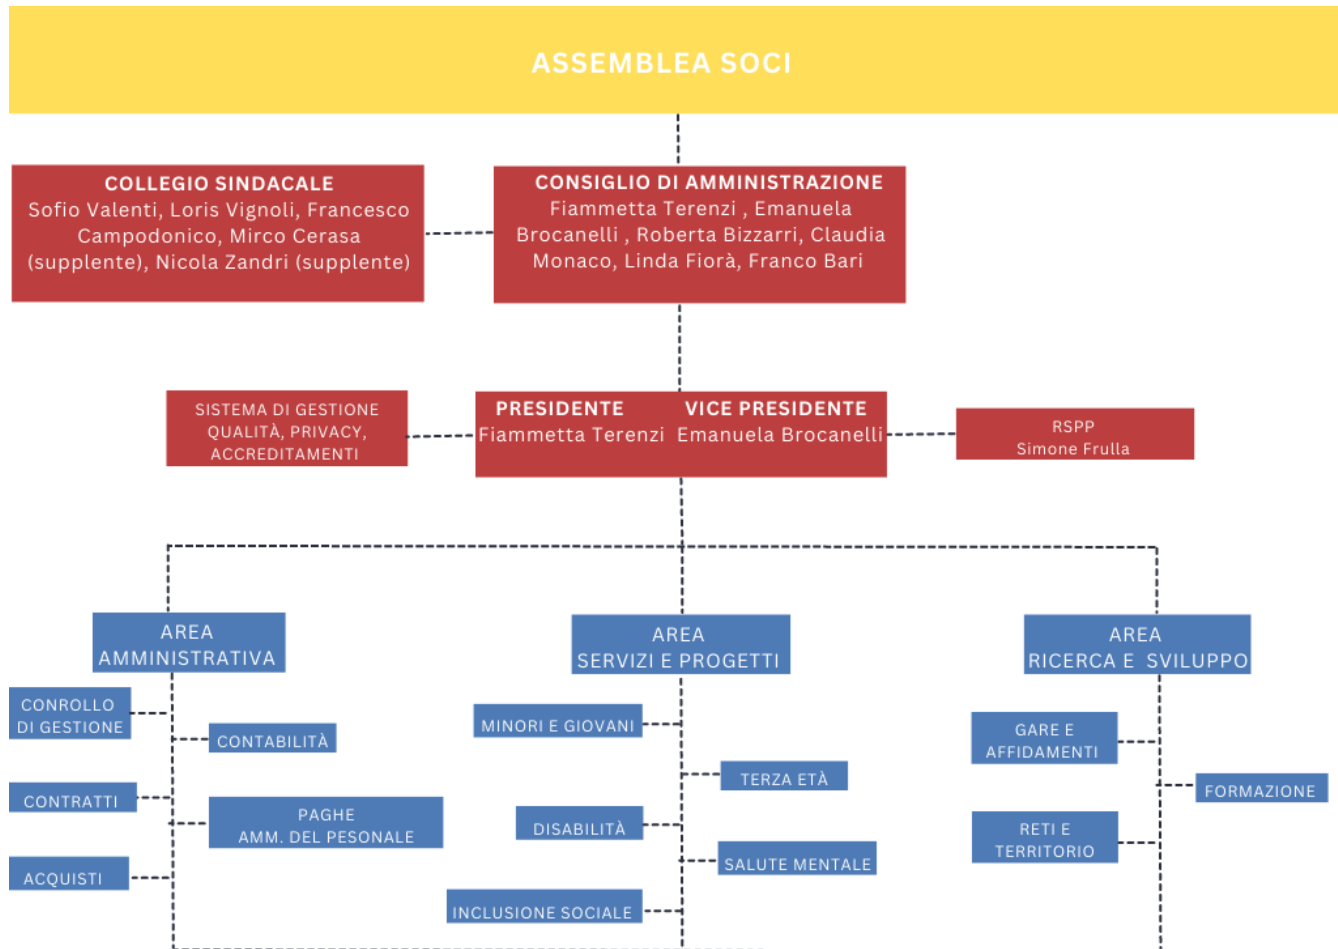 ASSEMBLEA SOCI
COLLEGIO SINDACALE
Sofio Valenti, Loris Vignoli, Francesco
Campodonico, Mirco Cerasa
(supplente), Nicola Zandri (supplente)
CONSIGLIO DI AMMINISTRAZIONE
Fiammetta Terenzi , Emanuela
Brocanelli , Roberta Bizzarri, Claudia
Monaco, Linda Fiorà, Franco Bari
SISTEMA DI GESTIONE
QUALITÀ, PRIVACY,
ACCREDITAMENTI
PRESIDENTE
Fiammetta Terenzi
VICE PRESIDENTE
Emanuela Brocanelli
RSPP
Simone Frulla
AREA
AMMINISTRATIVA
CONROLLO
DI GESTIONE
CONTABILITÀ
CONTRATTI
PAGHE
AMM. DEL PESONALE
ACQUISTI
AREA
SERVIZI E PROGETTI
MINORI E GIOVANI
TERZA ETÀ
DISABILITÀ
SALUTE MENTALE
INCLUSIONE SOCIALE
AREA
RICERCA E SVILUPPO
GARE E
AFFIDAMENTI
FORMAZIONE
RETI E
TERRITORIO